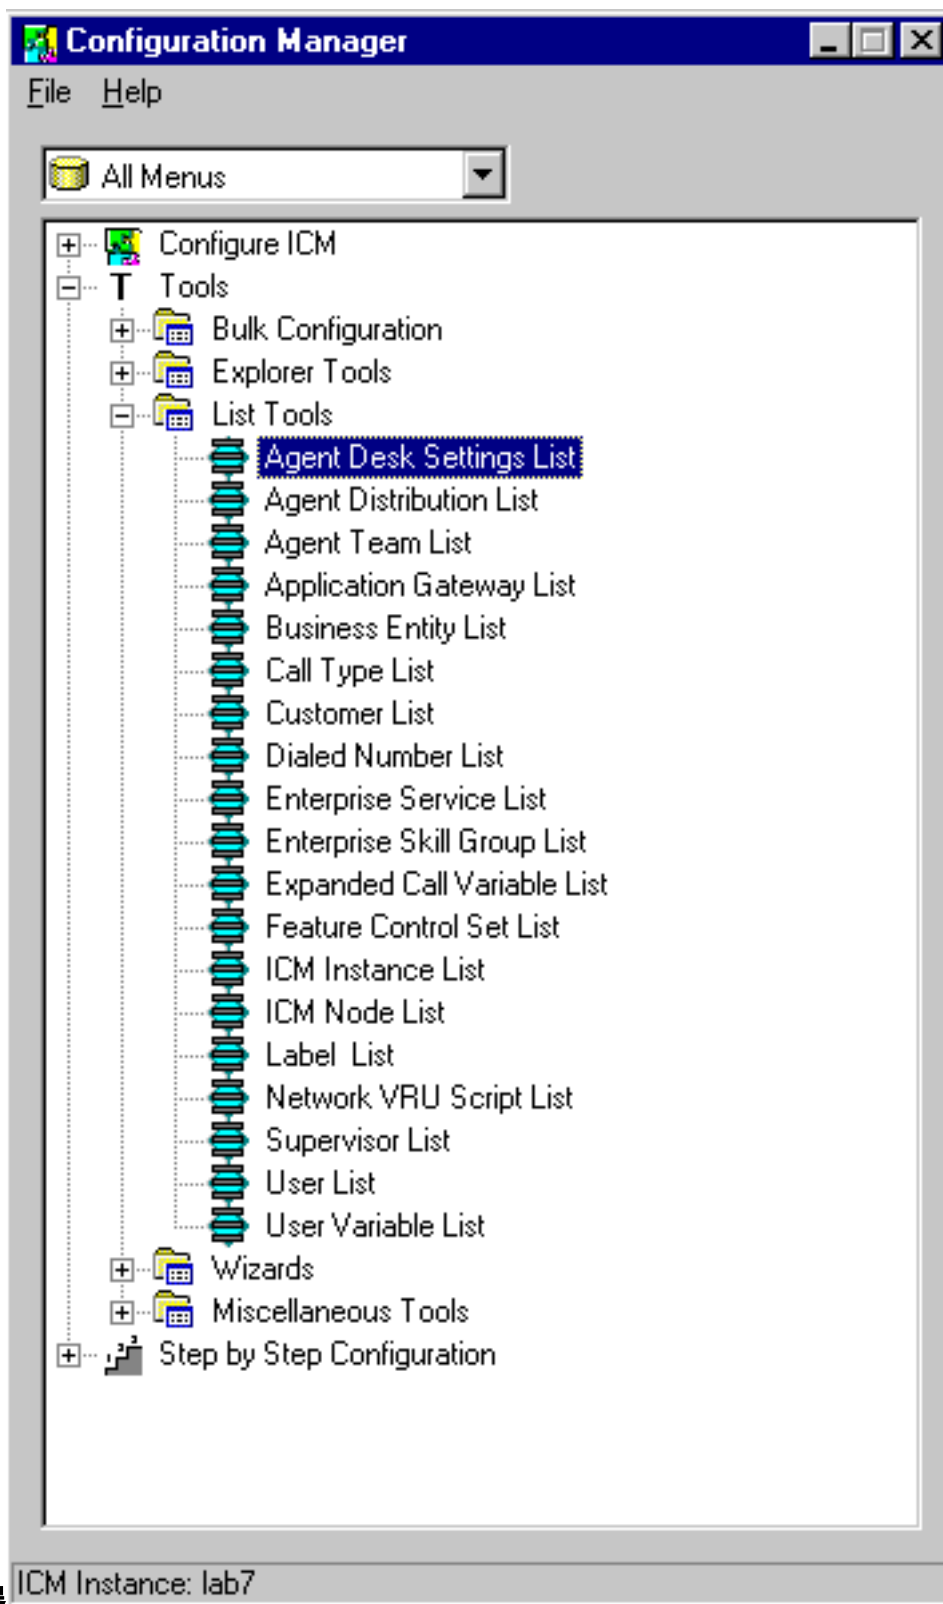 Configuration Manager
File Help
All Menus
Configure ICM
T Tools
Bulk Configuration
Explorer Tools
List Tools
Agent Desk Settings List
Agent Distribution List
Agent Team List
Application Gateway List
Business Entity List
Call Type List
Customer List
Dialed Number List
Enterprise Service List
Enterprise Skill Group List
Expanded Call Variable List
Feature Control Set List
ICM Instance List
ICM Node List
Label  List
Network VRU Script List
Supervisor List
User List
User Variable List
Wizards
Miscellaneous Tools
Step by Step Configuration
ICM Instance: lab7